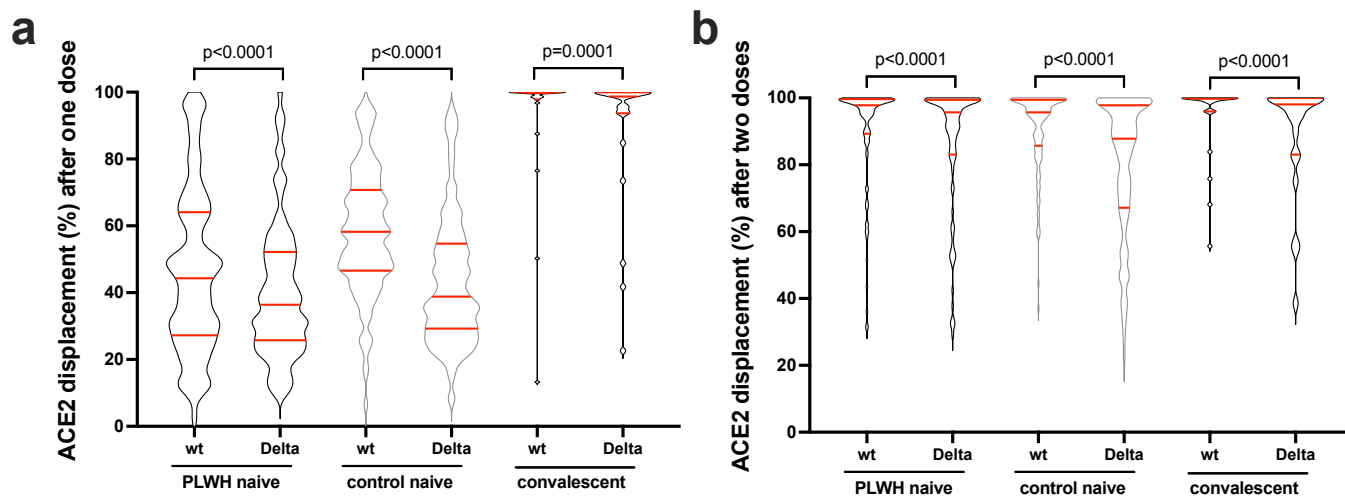 a
p<0.0001
p<0.0001
p=0.0001
ACE2 displacement (%) after one dose
100
80
60
40
20
0
wt
Delta
wt
Delta
wt
Delta
PLWH naive
control naive
convalescent
b
p<0.0001
p<0.0001
p<0.0001
ACE2 displacement (%) after two doses
100
80
60
40
20
0
wt
Delta
wt
Delta
wt
Delta
PLWH naive
control naive
convalescent